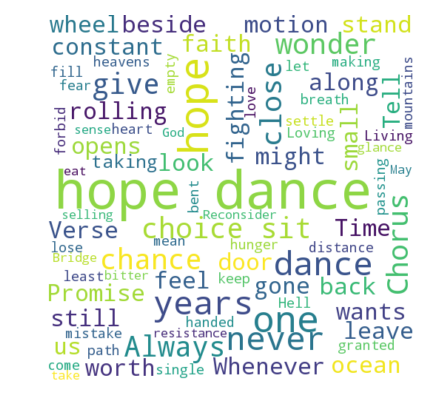 wheel beside motion stand
constant faith wonder
heavens empty let making
fill hope fighting close along Tell mountains
fear give love breath small
forbid rolling settle
sense heart God Loving might Living
opens taking look glance
eat hope dance passing May
selling bent .Reconsider
Verse choice sit Time Chorus
lose mean hunger distance
Bridge chance door dance
least bitter feel keep gone back
Promise years Hell wants
still handed one leave
mistake resistance never granted
us path Always
come worth single Whenever ocean
take